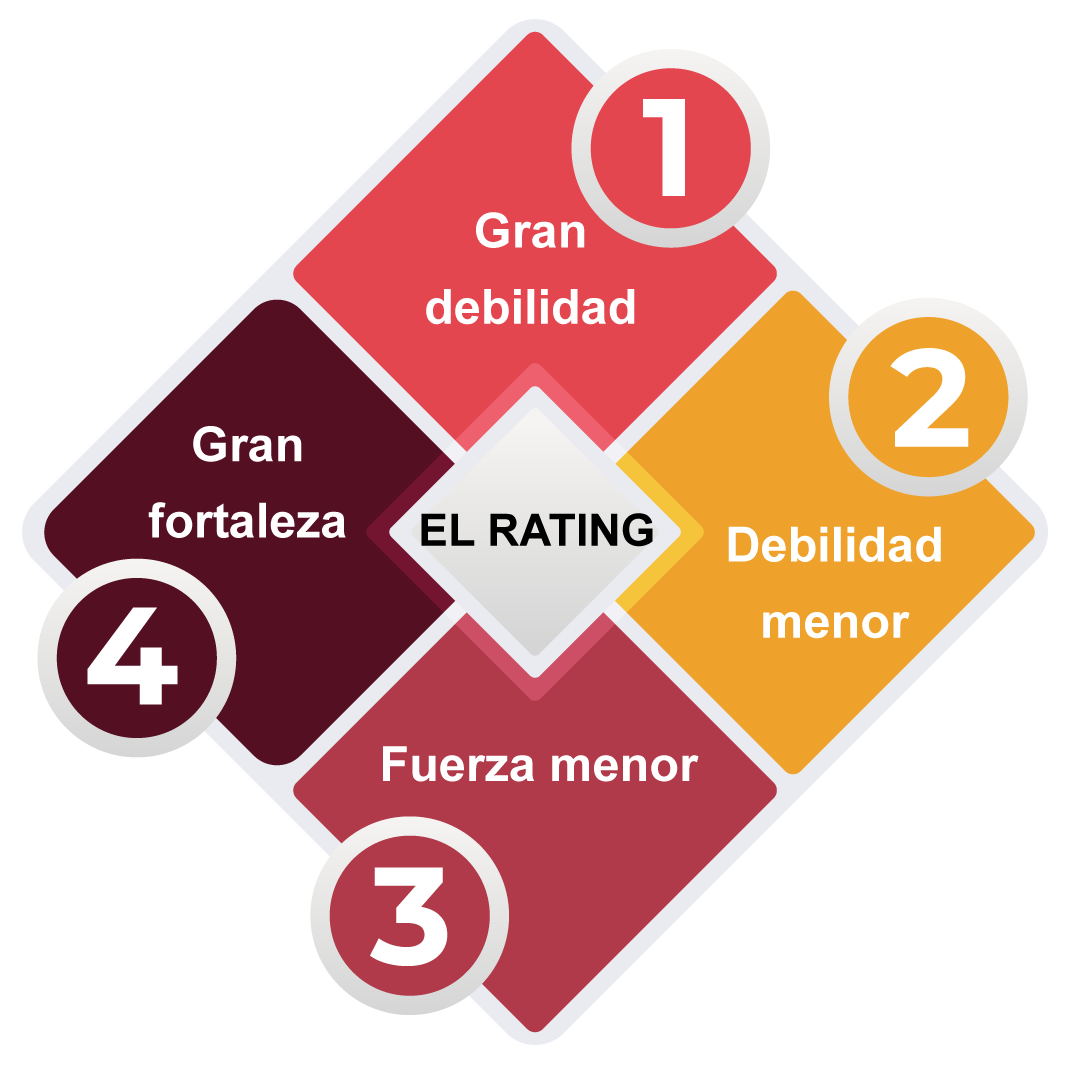 1
Gran
debilidad
2
Debilidad
menor
EL RATING
Gran
fortaleza
4
Fuerza menor
3